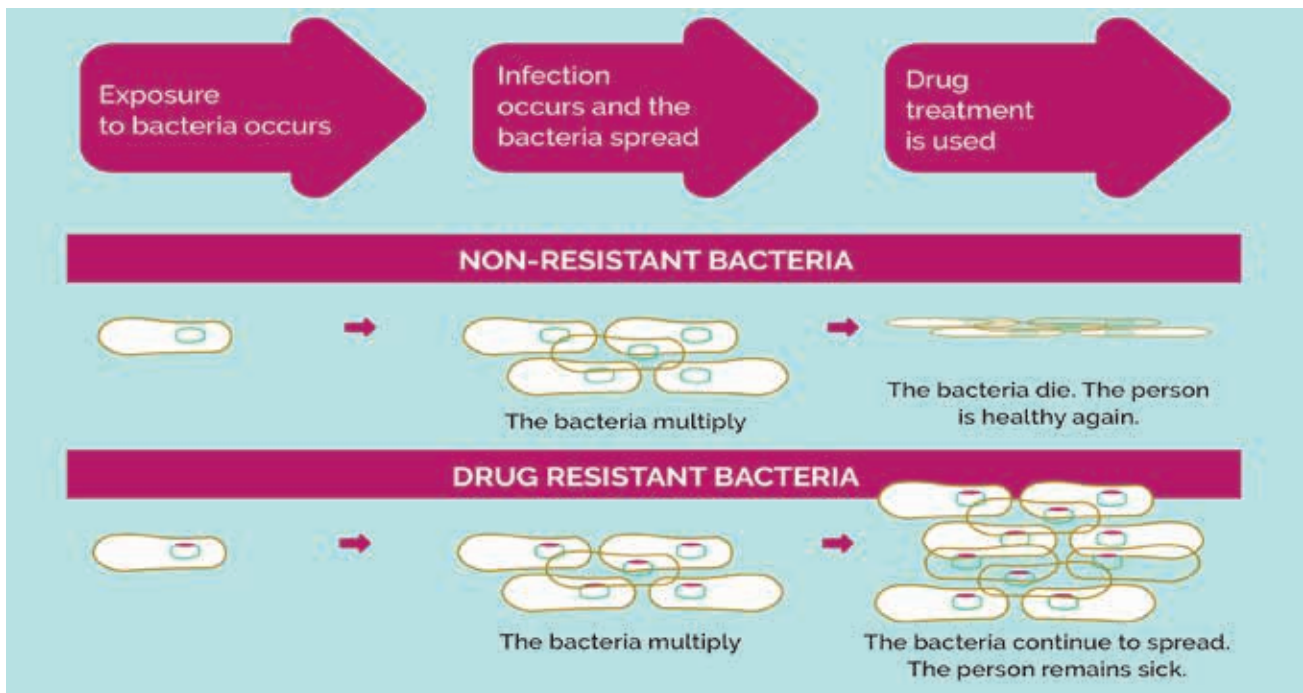 Exposure
to bacteria occurs
Infection
occurs and the
bacteria spread
Drug
treatment
is used
NON-RESISTANT BACTERIA
The bacteria multiply
The bacteria die. The person
is healthy again.
DRUG RESISTANT BACTERIA
The bacteria multiply
The bacteria continue to spread.
The person remains sick.